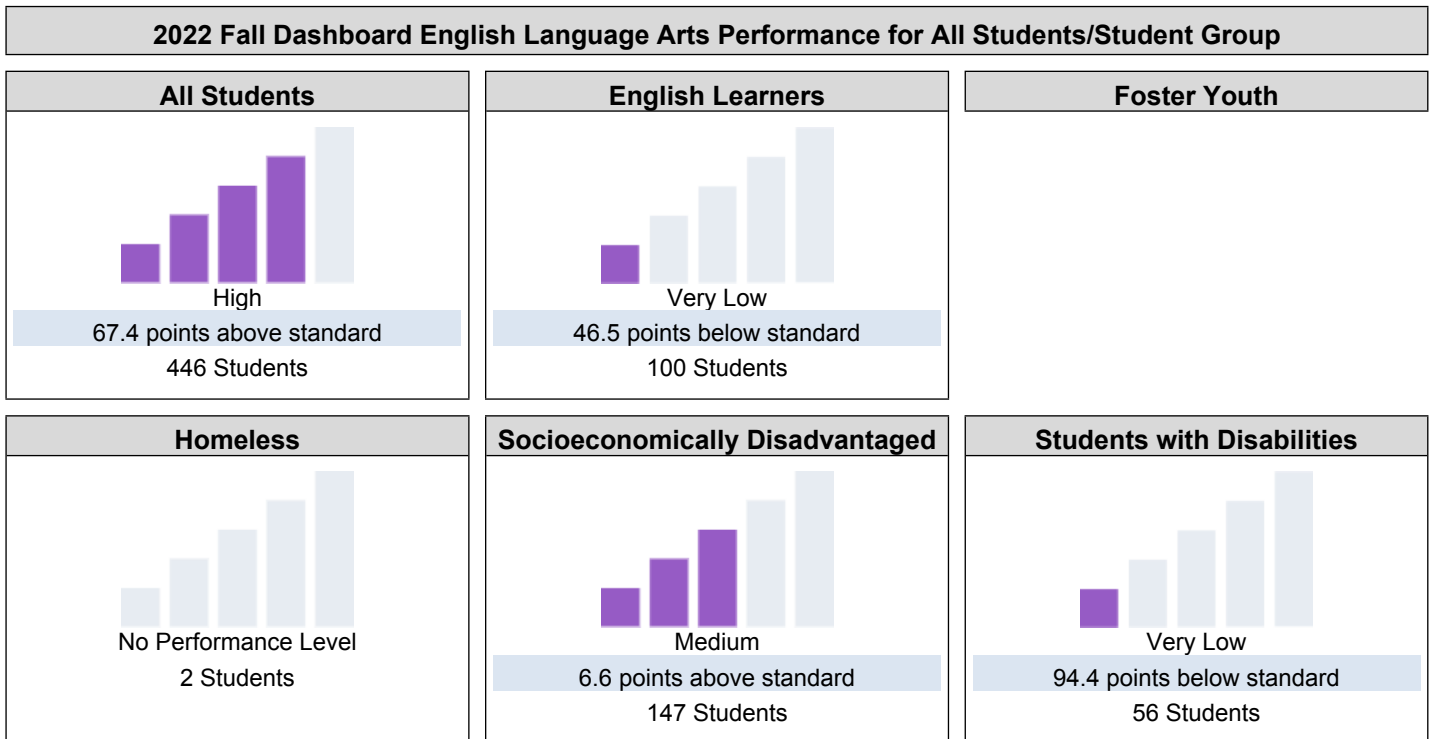 2022 Fall Dashboard English Language Arts Performance for All Students/Student Group
All Students
High
67.4 points above standard
446 Students
English Learners
Very Low
46.5 points below standard
100 Students
Foster Youth
Homeless
No Performance Level
2 Students
Socioeconomically Disadvantaged
Medium
6.6 points above standard
147 Students
Students with Disabilities
Very Low
94.4 points below standard
56 Students